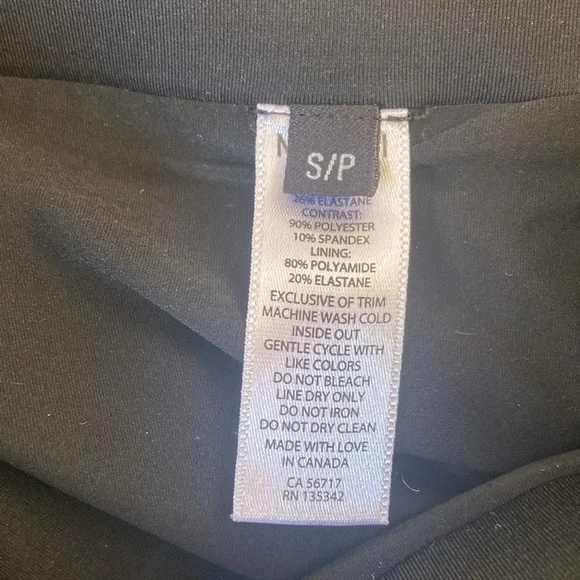 S/P
26% ELASTANE
CONTRAST:
90% POLYESTER
10% SPANDEX
LINING:
80% POLYAMIDE
20% ELASTANE
EXCLUSIVE OF TRIM
MACHINE WASH COLD
INSIDE OUT
GENTLE CYCLE WITH
LIKE COLORS
DO NOT BLEACH
LINE DRY ONLY
DO NOT IRON
DO NOT DRY CLEAN
MADE WITH LOVE
IN CANADA
CA 56717
RN 135342